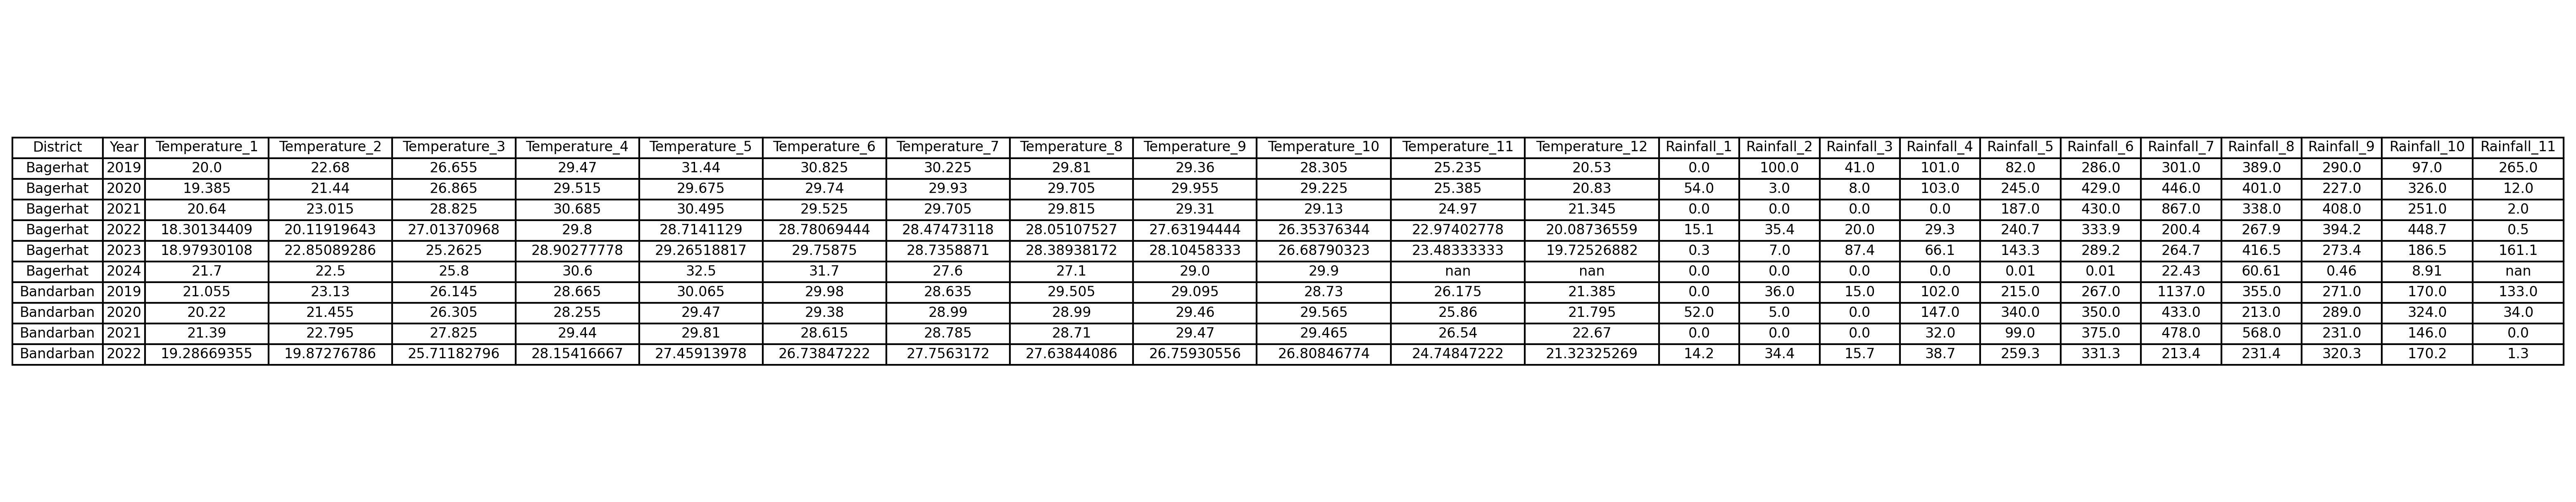 District Year Temperature_1 Temperature_2 Temperature_3 Temperature_4 Temperature_5 Temperature_6 Temperature_7 Temperature_8 Temperature_9 Temperature_10 Temperature_11 Temperature_12 Rainfall_1 Rainfall_2 Rainfall_3 Rainfall_4 Rainfall_5 Rainfall_6 Rainfall_7 Rainfall_8 Rainfall_9 Rainfall_10 Rainfall_11
Bagerhat 2019 20.0 22.68 26.655 29.47 31.44 30.825 30.225 29.81 29.36 28.305 25.235 20.53 0.0 100.0 41.0 101.0 82.0 286.0 301.0 389.0 290.0 97.0 265.0
Bagerhat 2020 19.385 21.44 26.865 29.515 29.675 29.74 29.93 29.705 29.955 29.225 25.385 20.83 54.0 3.0 8.0 103.0 245.0 429.0 446.0 401.0 227.0 326.0 12.0
Bagerhat 2021 20.64 23.015 28.825 30.685 30.495 29.525 29.705 29.815 29.31 29.13 24.97 21.345 0.0 0.0 0.0 0.0 187.0 430.0 867.0 338.0 408.0 251.0 2.0
Bagerhat 2022 18.30134409 20.11919643 27.01370968 29.8 28.7141129 28.78069444 28.47473118 28.05107527 27.63194444 26.35376344 22.97402778 20.08736559 15.1 35.4 20.0 29.3 240.7 333.9 200.4 267.9 394.2 448.7 0.5
Bagerhat 2023 18.97930108 22.85089286 25.2625 28.90277778 29.26518817 29.75875 28.7358871 28.38938172 28.10458333 26.68790323 23.48333333 19.72526882 0.3 7.0 87.4 66.1 143.3 289.2 264.7 416.5 273.4 186.5 161.1
Bagerhat 2024 21.7 22.5 25.8 30.6 32.5 31.7 27.6 27.1 29.0 29.9 nan nan 0.0 0.0 0.0 0.0 0.01 0.01 22.43 60.61 0.46 8.91 nan
Bandarban 2019 21.055 23.13 26.145 28.665 30.065 29.98 28.635 29.505 29.095 28.73 26.175 21.385 0.0 36.0 15.0 102.0 215.0 267.0 1137.0 355.0 271.0 170.0 133.0
Bandarban 2020 20.22 21.455 26.305 28.255 29.47 29.38 28.99 28.99 29.46 29.565 25.86 21.795 52.0 5.0 0.0 147.0 340.0 350.0 433.0 213.0 289.0 324.0 34.0
Bandarban 2021 21.39 22.795 27.825 29.44 29.81 28.615 28.785 28.71 29.47 29.465 26.54 22.67 0.0 0.0 0.0 32.0 99.0 375.0 478.0 568.0 231.0 146.0 0.0
Bandarban 2022 19.28669355 19.87276786 25.71182796 28.15416667 27.45913978 26.73847222 27.7563172 27.63844086 26.75930556 26.80846774 24.74847222 21.32325269 14.2 34.4 15.7 38.7 259.3 331.3 213.4 231.4 320.3 170.2 1.3